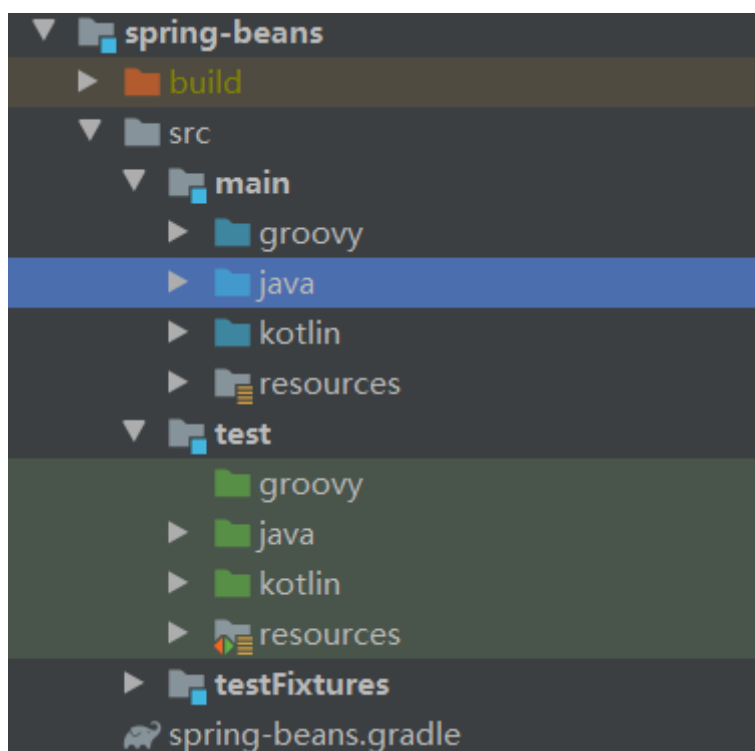 spring-beans
build
src
main
groovy
java
kotlin
resources
test
groovy
java
kotlin
resources
testFixtures
spring-beans.gradle